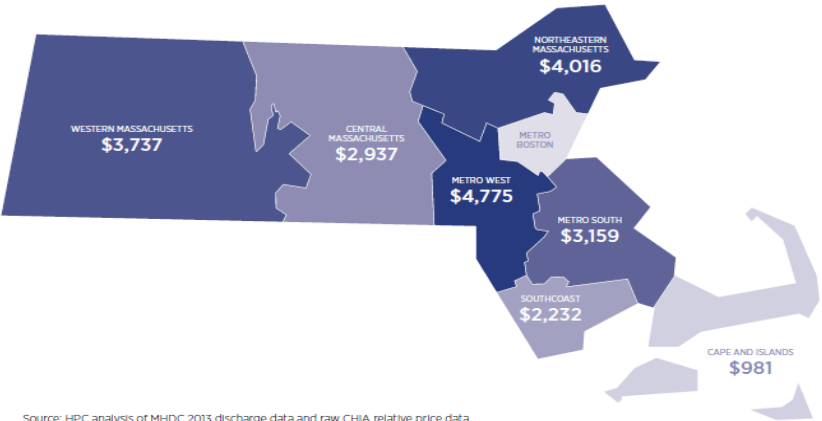 NORTHEASTERN
MASSACHUSETTS
$4,016
WESTERN MASSACHUSETTS
$3,737
CENTRAL
MASSACHUSETTS
$2,937
METRO
BOSTON
METRO WEST
$4,775
METRO SOUTH
$3,159
SOUTHCOAST
$2,232
CAPE AND ISLANDS
$981
Source: HPC analysis of MHDC 2013 discharge data and raw CHIA relative price data